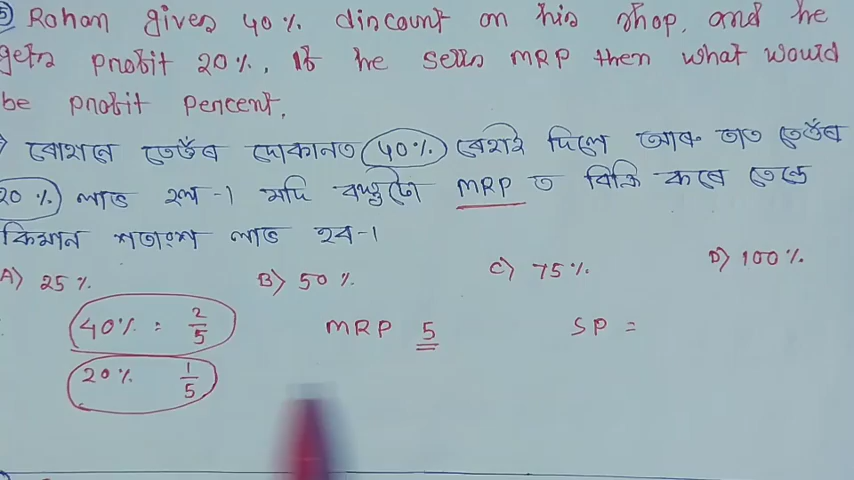 5) Rohan gives 40% discount on his shop, and he
gets profit 20%, If he sells MRP then what would
be profit percent.
ৰোহানে তেওঁৰ দোকানত 40% ৰেহাই দিলে আৰু তাত তেওঁৰ
20% লাভ হল। যদি বস্তুটো MRP ত বিক্রি কৰে তেন্তে
কিমান শতাংশ লাভ হব।
A) 25% B) 50% C) 75% D) 100%
40% : 2/5 MRP 5 SP =
20% 1/5